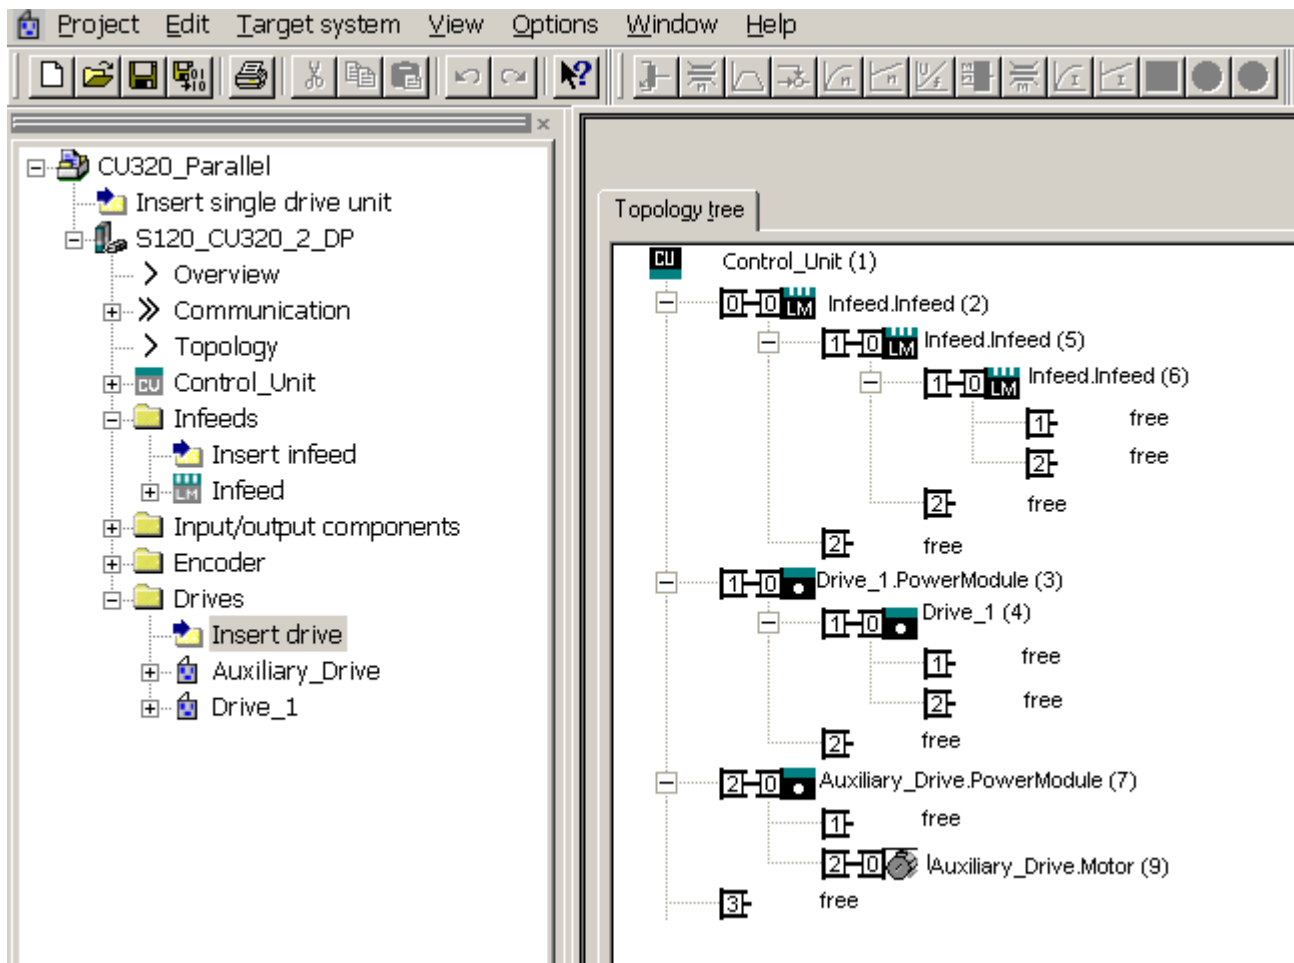 Project Edit Target system View Options Window Help
CU320_Parallel
Insert single drive unit
S120_CU320_2_DP
Overview
Communication
Topology
CU Control_Unit
Infeeds
Insert infeed
LM Infeed
Input/output components
Encoder
Drives
Insert drive
Auxiliary_Drive
Drive_1
Topology tree
CU Control_Unit (1)
0 0 LM Infeed.Infeed (2)
1 0 LM Infeed.Infeed (5)
1 0 LM Infeed.Infeed (6)
1 free
2 free
2 free
2 free
1 0 Drive_1.PowerModule (3)
1 0 Drive_1 (4)
1 free
2 free
2 free
2 0 Auxiliary_Drive.PowerModule (7)
1 free
2 0 Auxiliary_Drive.Motor (9)
3 free